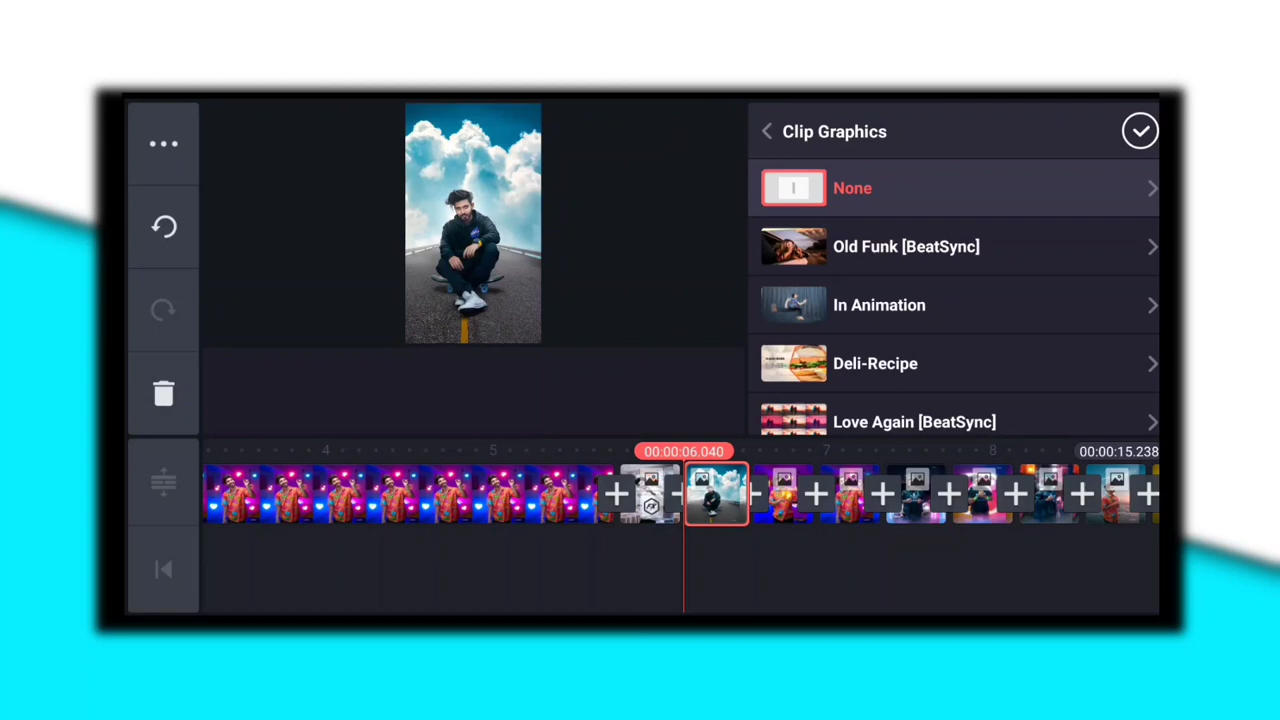 Clip Graphics
None
Old Funk [BeatSync]
In Animation
Deli-Recipe
Love Again [BeatSync]
4 5 00:00:06.040 7 8 00:00:15.238